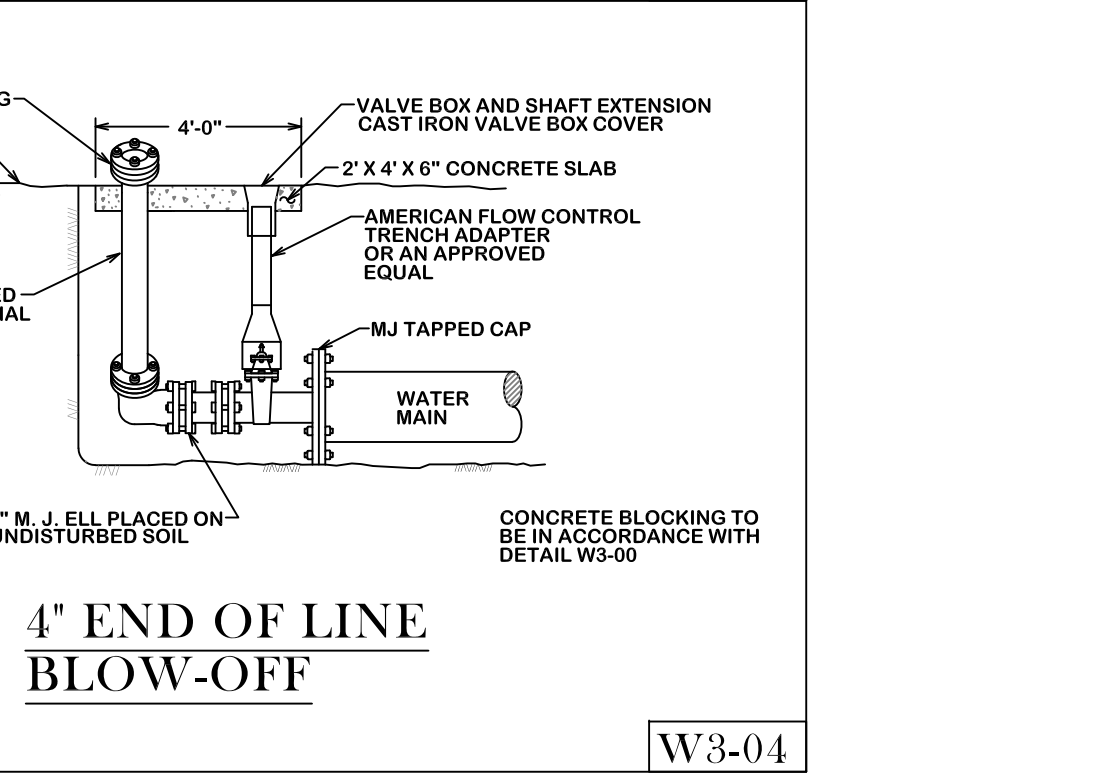 G
4'-0"
VALVE BOX AND SHAFT EXTENSION
CAST IRON VALVE BOX COVER
2' X 4' X 6" CONCRETE SLAB
AMERICAN FLOW CONTROL
TRENCH ADAPTER
OR AN APPROVED
EQUAL
ED
IAL
MJ TAPPED CAP
WATER
MAIN
" M. J. ELL PLACED ON
UNDISTURBED SOIL
CONCRETE BLOCKING TO
BE IN ACCORDANCE WITH
DETAIL W3-00
4" END OF LINE
BLOW-OFF
W3-04